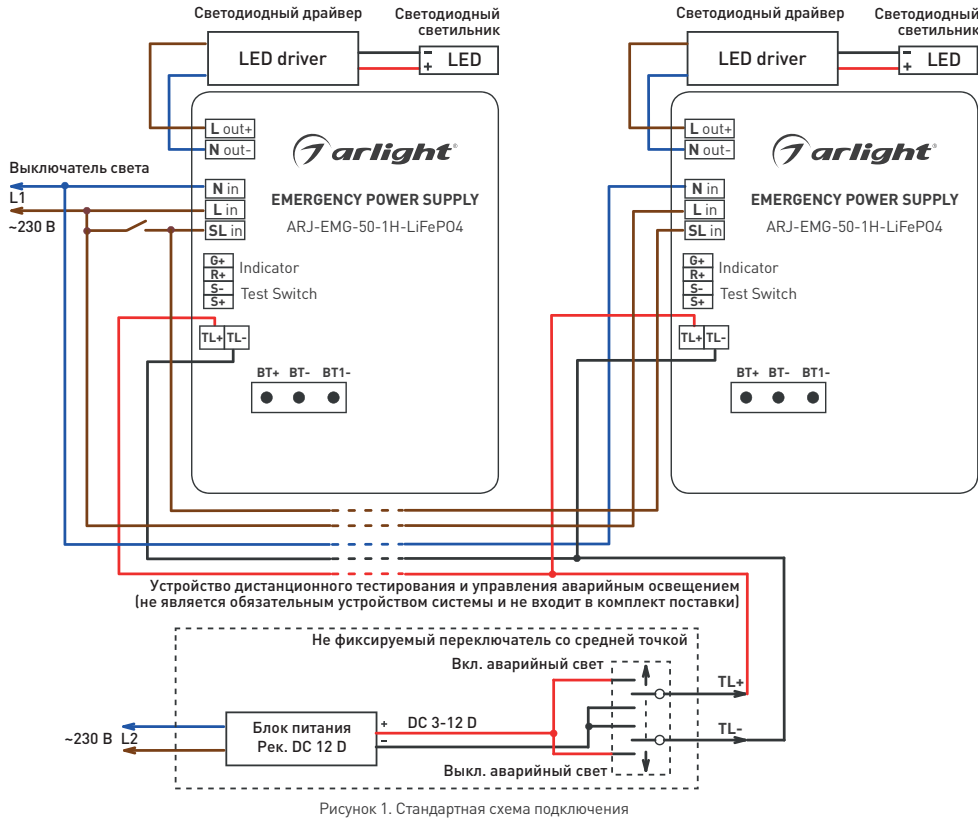 Светодиодный драйвер
Светодиодный
светильник
LED driver
– LED
+
L out+
N out-
arlight®
Выключатель света
L1
~230 В
N in
L in
SL in
EMERGENCY POWER SUPPLY
ARJ-EMG-50-1H-LiFePO4
G+
R+
S-
S+
Indicator
Test Switch
TL+ TL-
BT+ BT- BT1-
Светодиодный драйвер
Светодиодный
светильник
LED driver
– LED
+
L out+
N out-
arlight®
N in
L in
SL in
EMERGENCY POWER SUPPLY
ARJ-EMG-50-1H-LiFePO4
G+
R+
S-
S+
Indicator
Test Switch
TL+ TL-
BT+ BT- BT1-
Устройство дистанционого тестирования и управления аварийным освещением
(не является обязательным устройством системы и не входит в комплект поставки)
Не фиксируемый переключатель со средней точкой
Вкл. аварийный свет
TL+
~230 В L2
Блок питания
Рек. DC 12 D
+ DC 3-12 D
–
TL-
Выкл. аварийный свет
Рисунок 1. Стандартная схема подключения